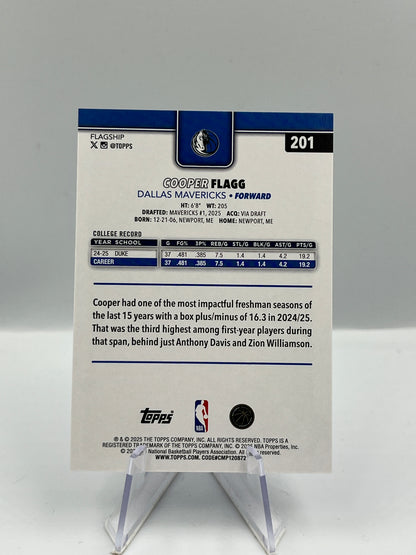 FLAGSHIP
X @TOPPS
201
COOPER FLAGG
DALLAS MAVERICKS • FORWARD
HT: 6'8" WT: 205
DRAFTED: MAVERICKS #1, 2025 ACQ: VIA DRAFT
BORN: 12-21-06, NEWPORT, ME HOME: NEWPORT, ME
COLLEGE RECORD
YEAR SCHOOL G FG% 3P% REB/G STL/G BLK/G AST/G PTS/G
24-25 DUKE 37 .481 .385 7.5 1.4 1.4 4.2 19.2
CAREER 37 .481 .385 7.5 1.4 1.4 4.2 19.2
Cooper had one of the most impactful freshman seasons of
the last 15 years with a box plus/minus of 16.3 in 2024/25.
That was the third highest among first-year players during
that span, behind just Anthony Davis and Zion Williamson.
Topps
NBA
® & © 2025 THE TOPPS COMPANY, INC. ALL RIGHTS RESERVED. TOPPS IS A
REGISTERED TRADEMARK OF THE TOPPS COMPANY, INC. © NBA Properties, Inc.
© National Basketball Players Association. All reserved.
WWW.TOPPS.COM. CODE#CMP120872